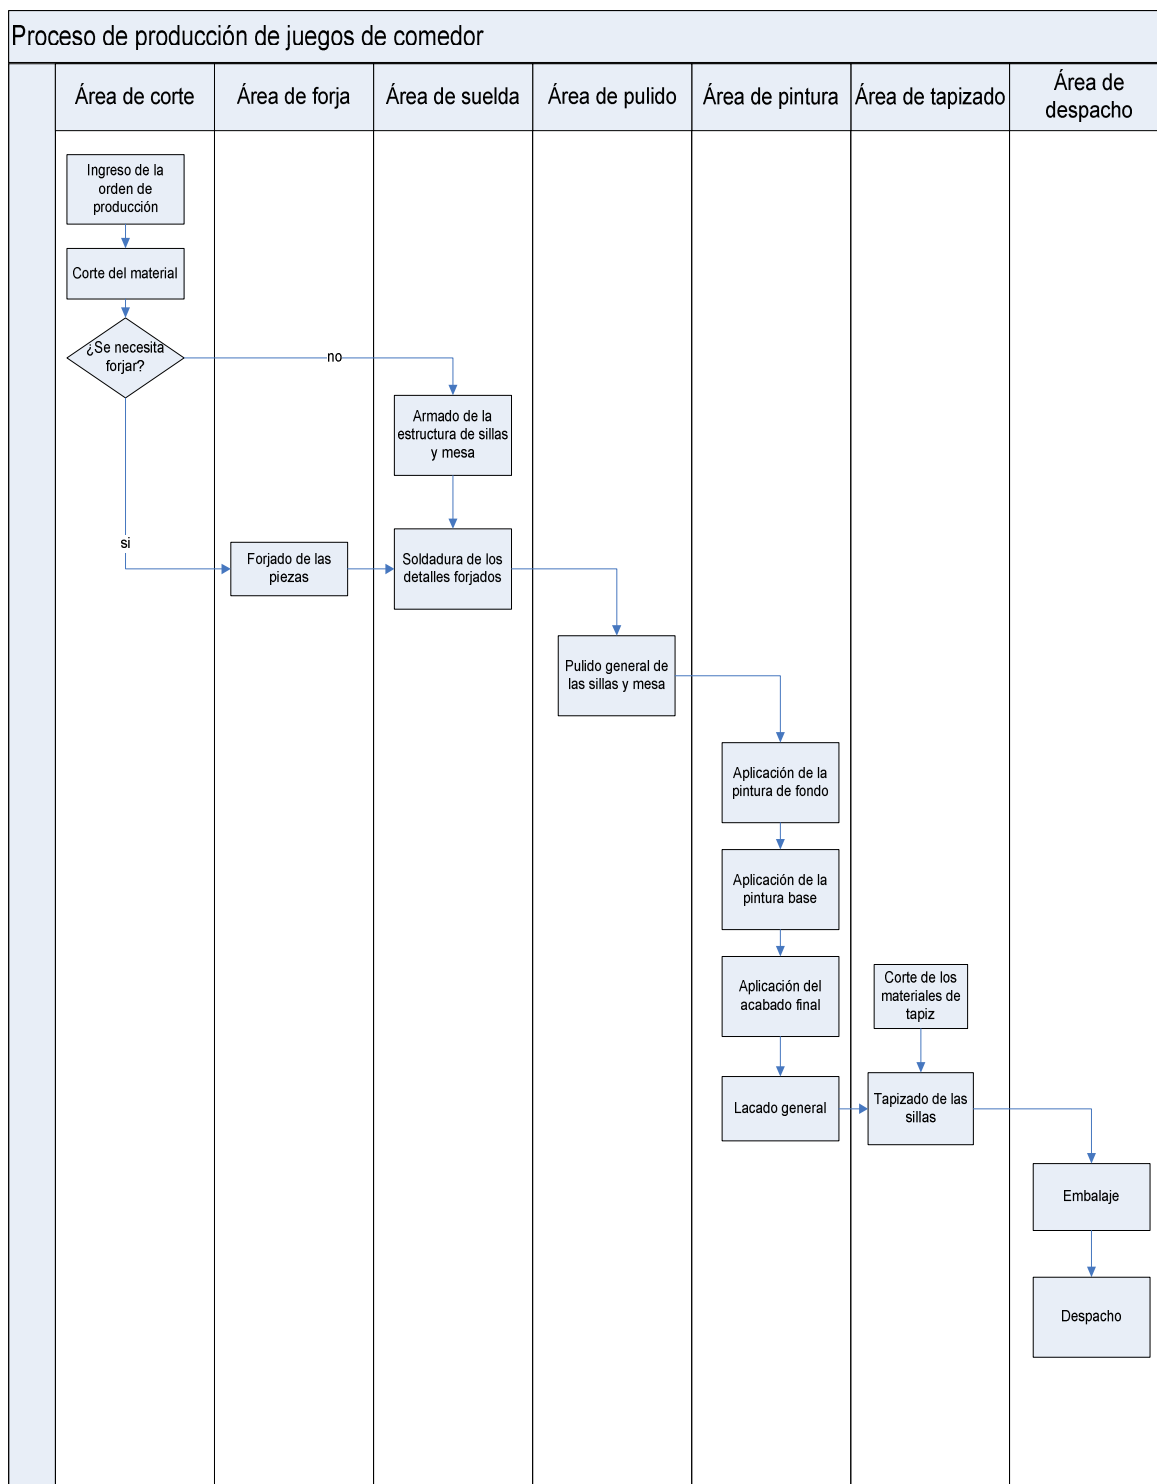 Proceso de producción de juegos de comedor
Área de corte
Área de forja
Área de suelda
Área de pulido
Área de pintura
Área de tapizado
Área de
despacho
Ingreso de la
orden de
producción
Corte del material
¿Se necesita
forjar?
no
Armado de la
estructura de sillas
y mesa
si
Forjado de las
piezas
Soldadura de los
detalles forjados
Pulido general de
las sillas y mesa
Aplicación de la
pintura de fondo
Aplicación de la
pintura base
Aplicación del
acabado final
Corte de los
materiales de
tapiz
Lacado general
Tapizado de las
sillas
Embalaje
Despacho